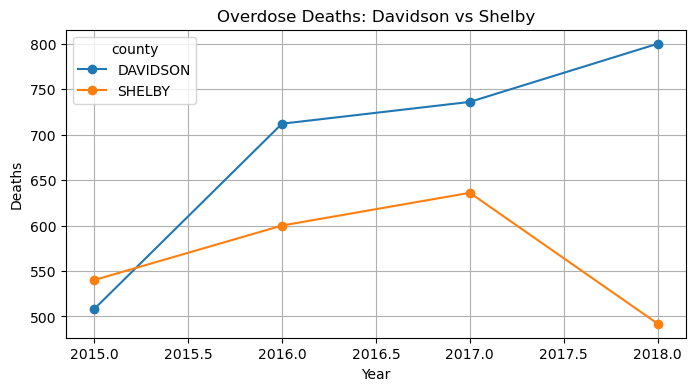 Overdose Deaths: Davidson vs Shelby
county
DAVIDSON
SHELBY
800
750
700
650
600
550
500
Deaths
2015.0 2015.5 2016.0 2016.5 2017.0 2017.5 2018.0
Year